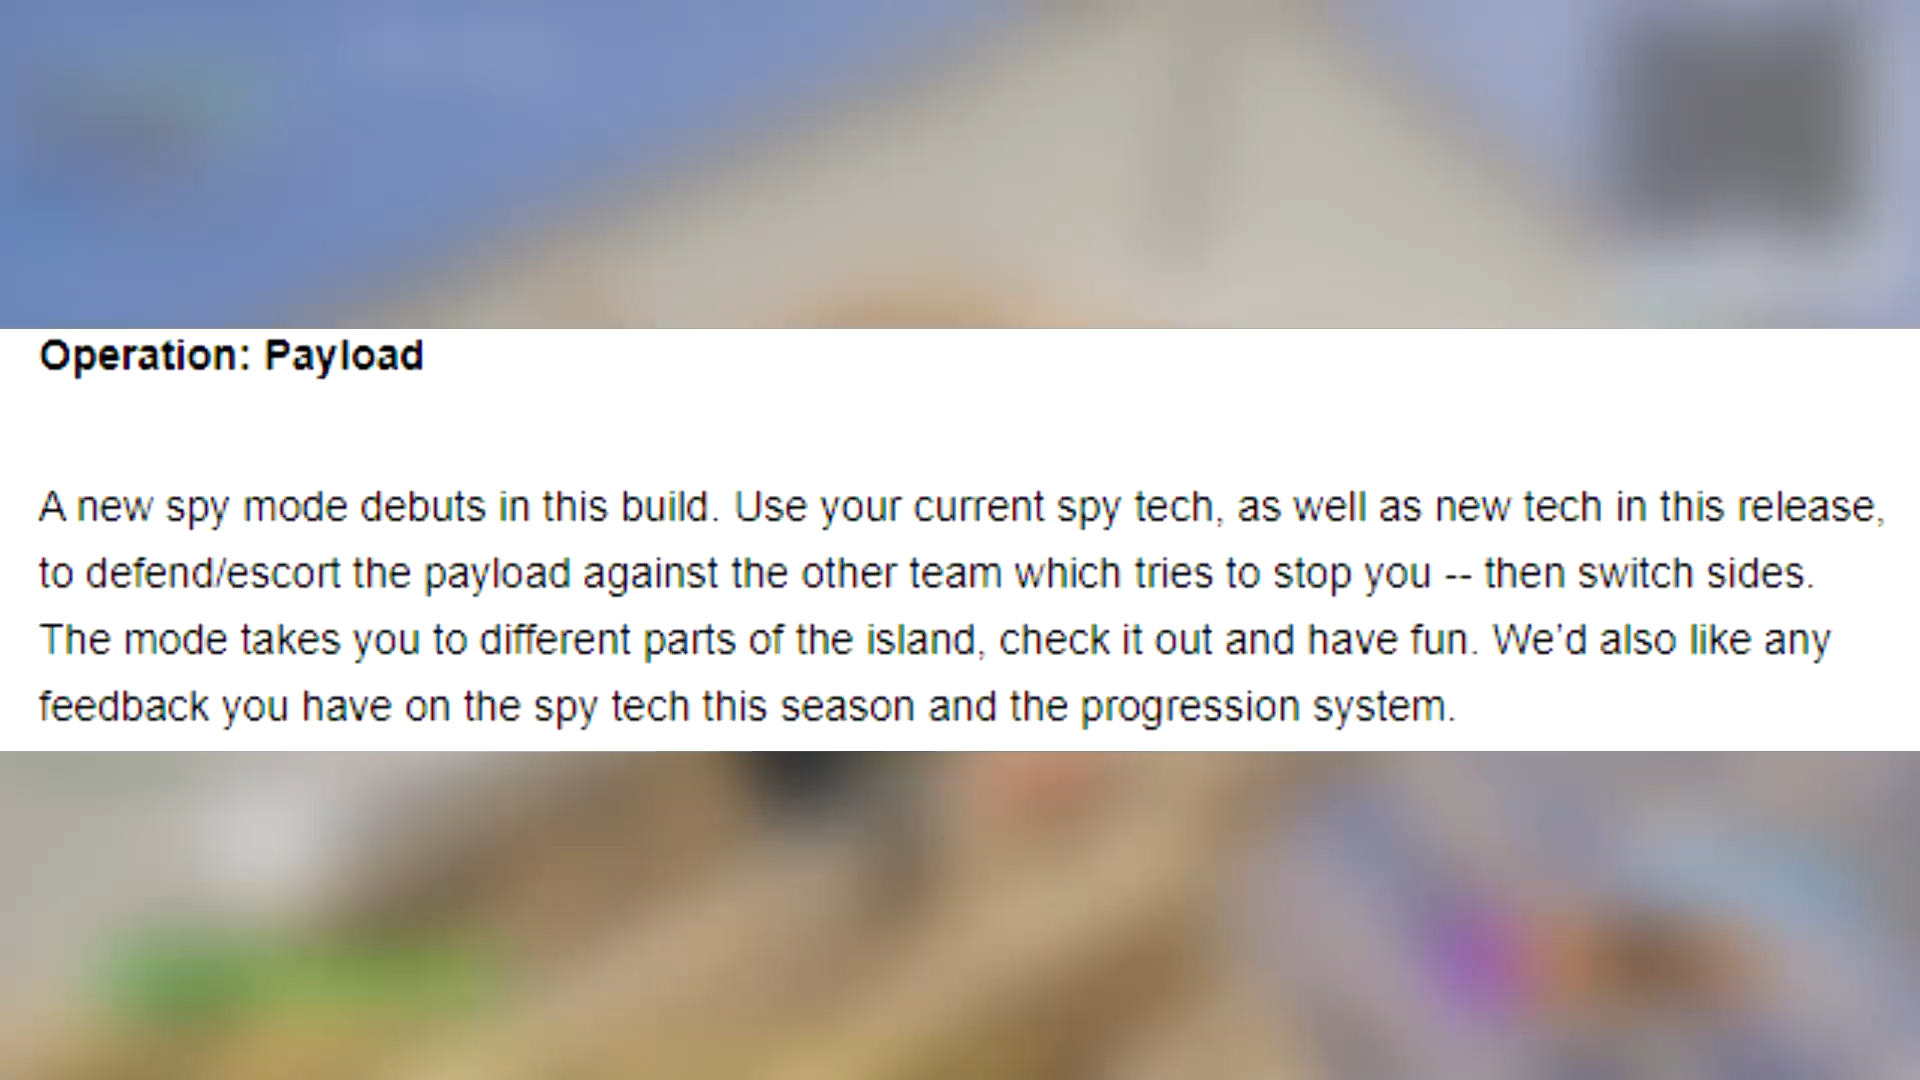 Operation: Payload
A new spy mode debuts in this build. Use your current spy tech, as well as new tech in this release,
to defend/escort the payload against the other team which tries to stop you -- then switch sides.
The mode takes you to different parts of the island, check it out and have fun. We’d also like any
feedback you have on the spy tech this season and the progression system.